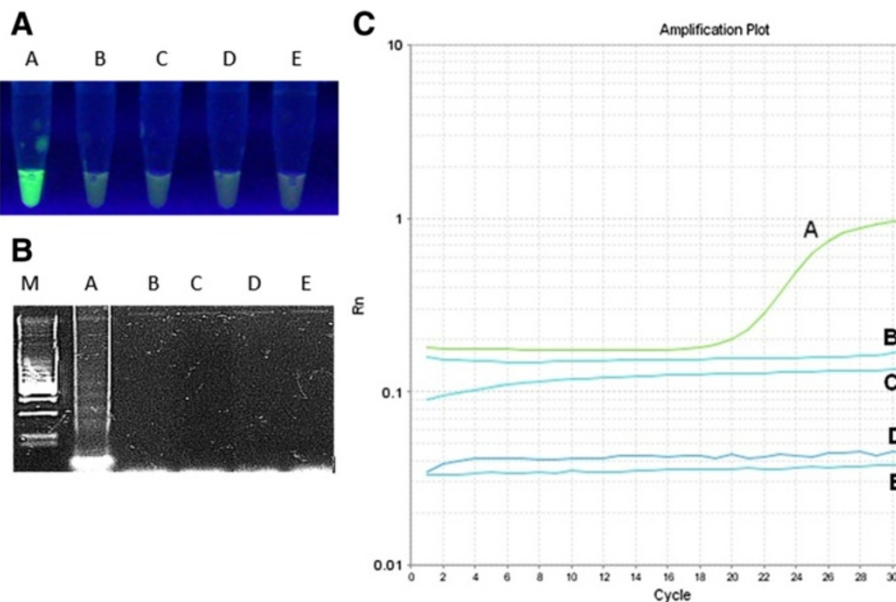 A
A B C D E
B
M A B C D E
C
Amplification Plot
10
1
0.1
0.01
Rn
A
B
C
D
E
0 2 4 6 8 10 12 14 16 18 20 22 24 26 28 30
Cycle